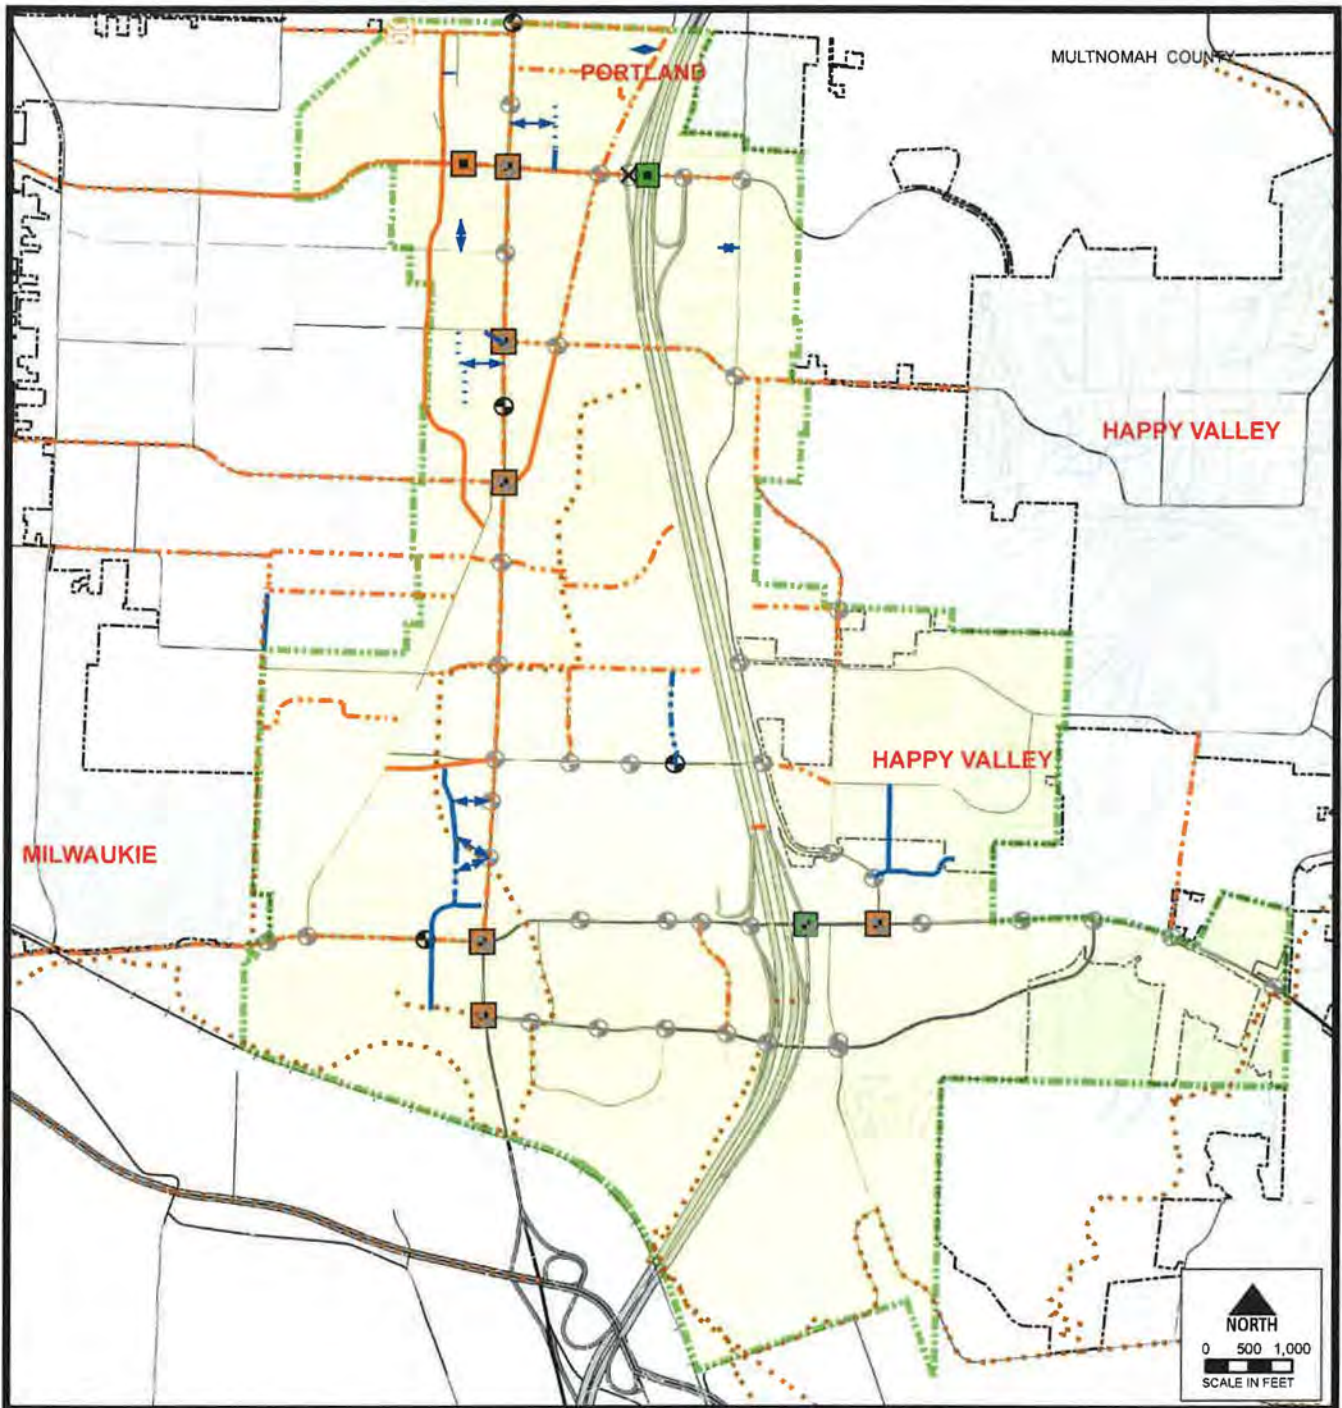 PORTLAND
MULTNOMAH COUNTY
HAPPY VALLEY
HAPPY VALLEY
MILWAUKIE
NORTH
0 500 1,000
SCALE IN FEET